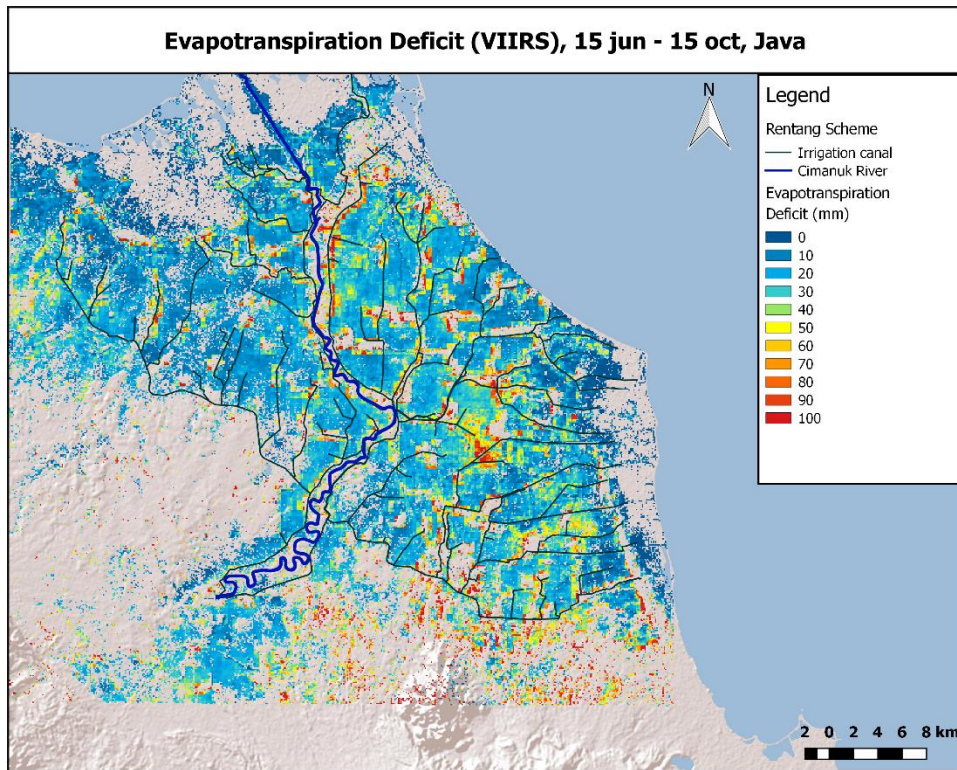 Evapotranspiration Deficit (VIIRS), 15 jun - 15 oct, Java
N
Legend
Rentang Scheme
Irrigation canal
Cimanuk River
Evapotranspiration
Deficit (mm)
0
10
20
30
40
50
60
70
80
90
100
2 0 2 4 6 8 km